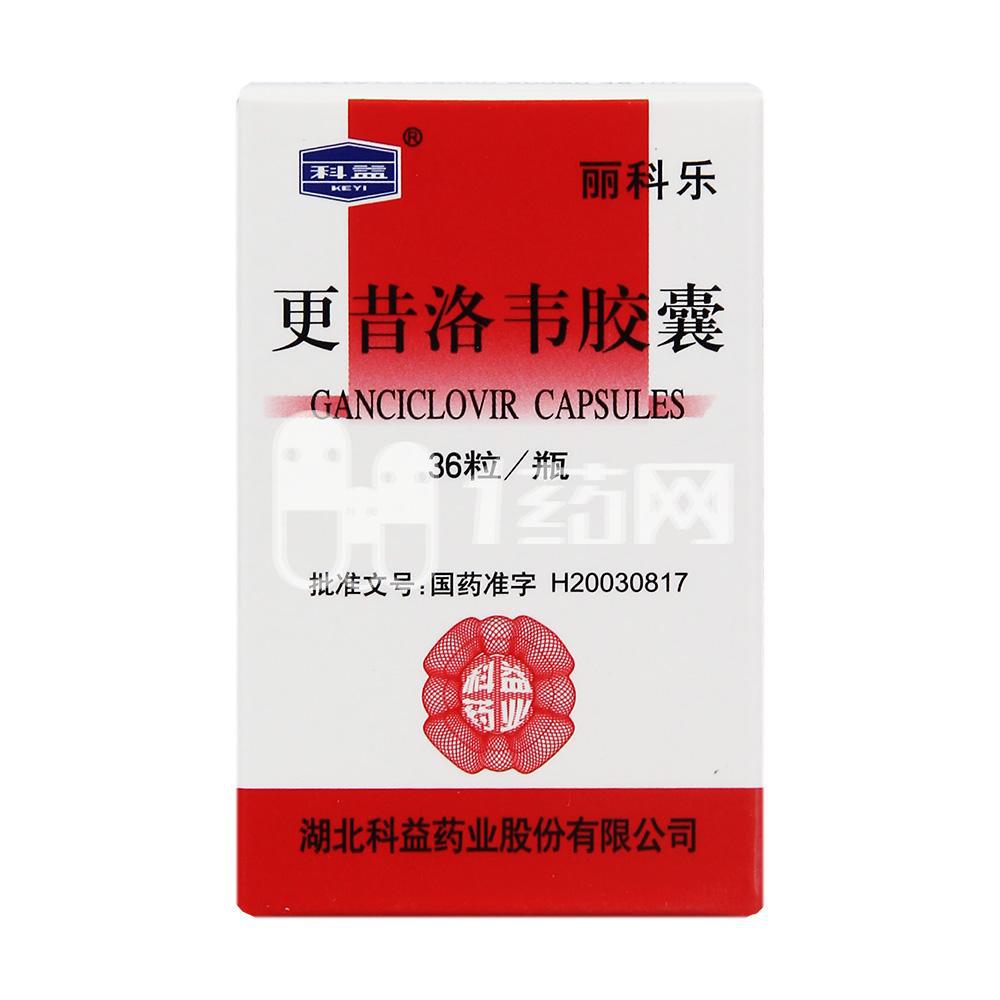 科益
KEYI
®
丽科乐
更昔洛韦胶囊
GANCICLOVIR CAPSULES
36粒/瓶
1药网
批准文号:国药准字 H20030817
科益
药业
湖北科益药业股份有限公司